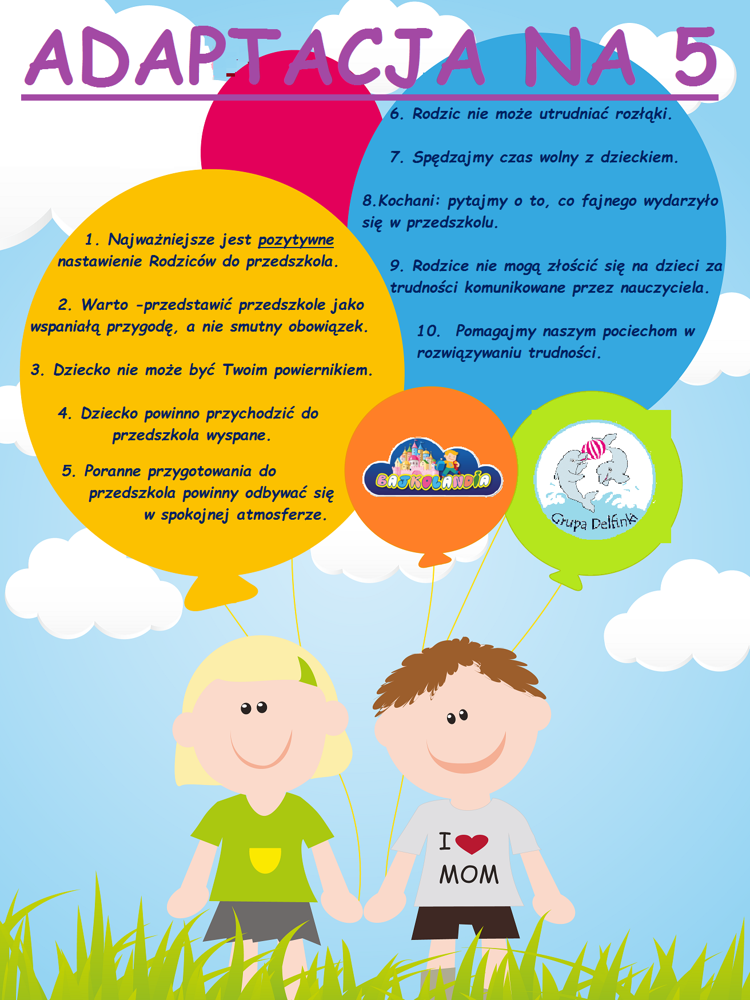 ADAPTACJA NA 5
1. Najważniejsze jest pozytywne
nastawienie Rodziców do przedszkola.
2. Warto -przedstawić przedszkole jako
wspaniałą przygodę, a nie smutny obowiązek.
3. Dziecko nie może być Twoim powiernikiem.
4. Dziecko powinno przychodzić do
przedszkola wyspane.
5. Poranne przygotowania do
przedszkola powinny odbywać się
w spokojnej atmosferze.
6. Rodzic nie może utrudniać rozłąki.
7. Spędzajmy czas wolny z dzieckiem.
8.Kochani: pytajmy o to, co fajnego wydarzyło
się w przedszkolu.
9. Rodzice nie mogą złościć się na dzieci za
trudności komunikowane przez nauczyciela.
10. Pomagajmy naszym pociechom w
rozwiązywaniu trudności.
BAJKOLANDIA
Grupa Delfinki
I
MOM